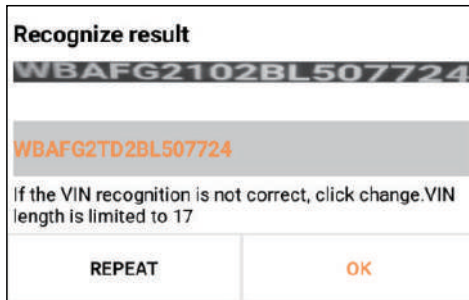 Recognize result
WBAFG2102BL507724
WBAFG2TD2BL507724
If the VIN recognition is not correct, click change.VIN
length is limited to 17
REPEAT
OK